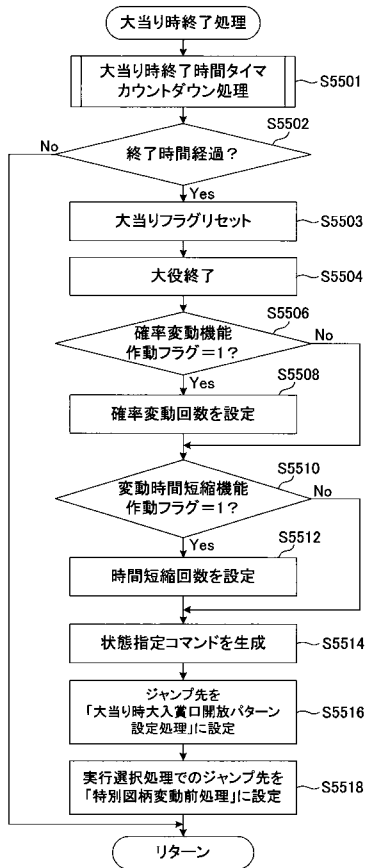 大当り時終了処理
大当り時終了時間タイマ
カウントダウン処理
S5501
S5502
終了時間経過？
No
Yes
大当りフラグリセット
S5503
大役終了
S5504
S5506
確率変動機能
作動フラグ＝1？
No
Yes
S5508
確率変動回数を設定
S5510
変動時間短縮機能
作動フラグ＝1？
No
Yes
S5512
時間短縮回数を設定
状態指定コマンドを生成
S5514
ジャンプ先を
「大当り時大入賞口開放パターン
設定処理」に設定
S5516
実行選択処理でのジャンプ先を
「特別図柄変動前処理」に設定
S5518
リターン